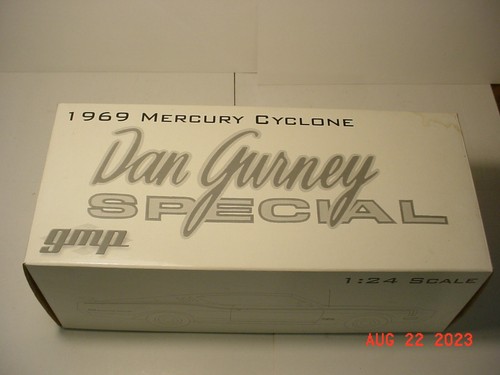 1969 MERCURY CYCLONE
Dan Gurney
SPECIAL
gmp
1:24 SCALE
AUG 22 2023